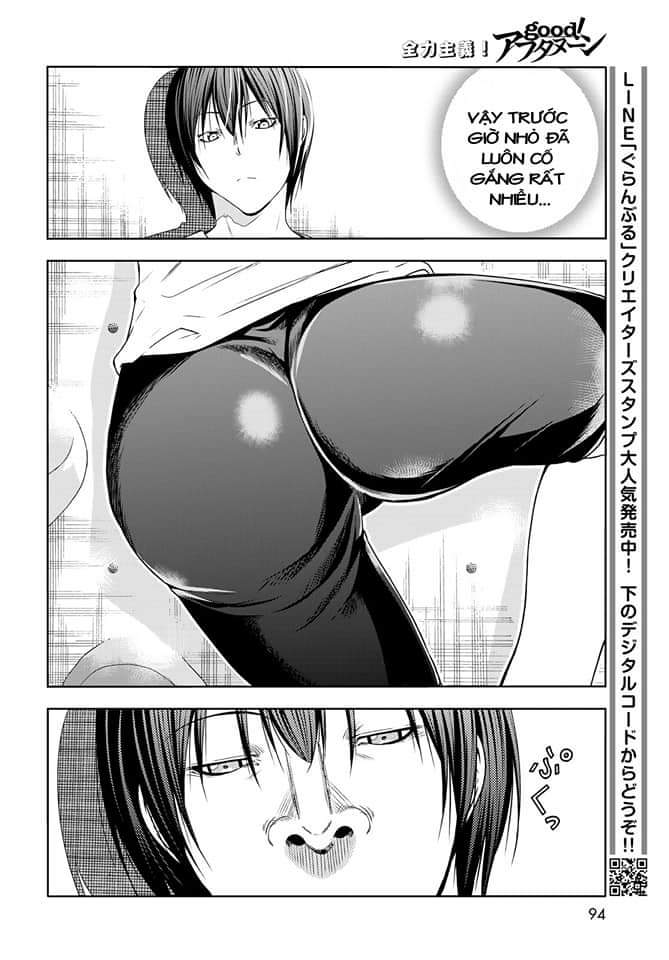 全力主義!
good!
アフタヌーン
VẬY TRƯỚC
GIỜ NHỎ ĐÃ
LUÔN CỐ
GẮNG RẤT
NHIỀU...
LINE「ぐらんぶる」クリエイターズスタンプ大人気発売中! 下のデジタルコードからどうぞ!!
ぷくっ
94